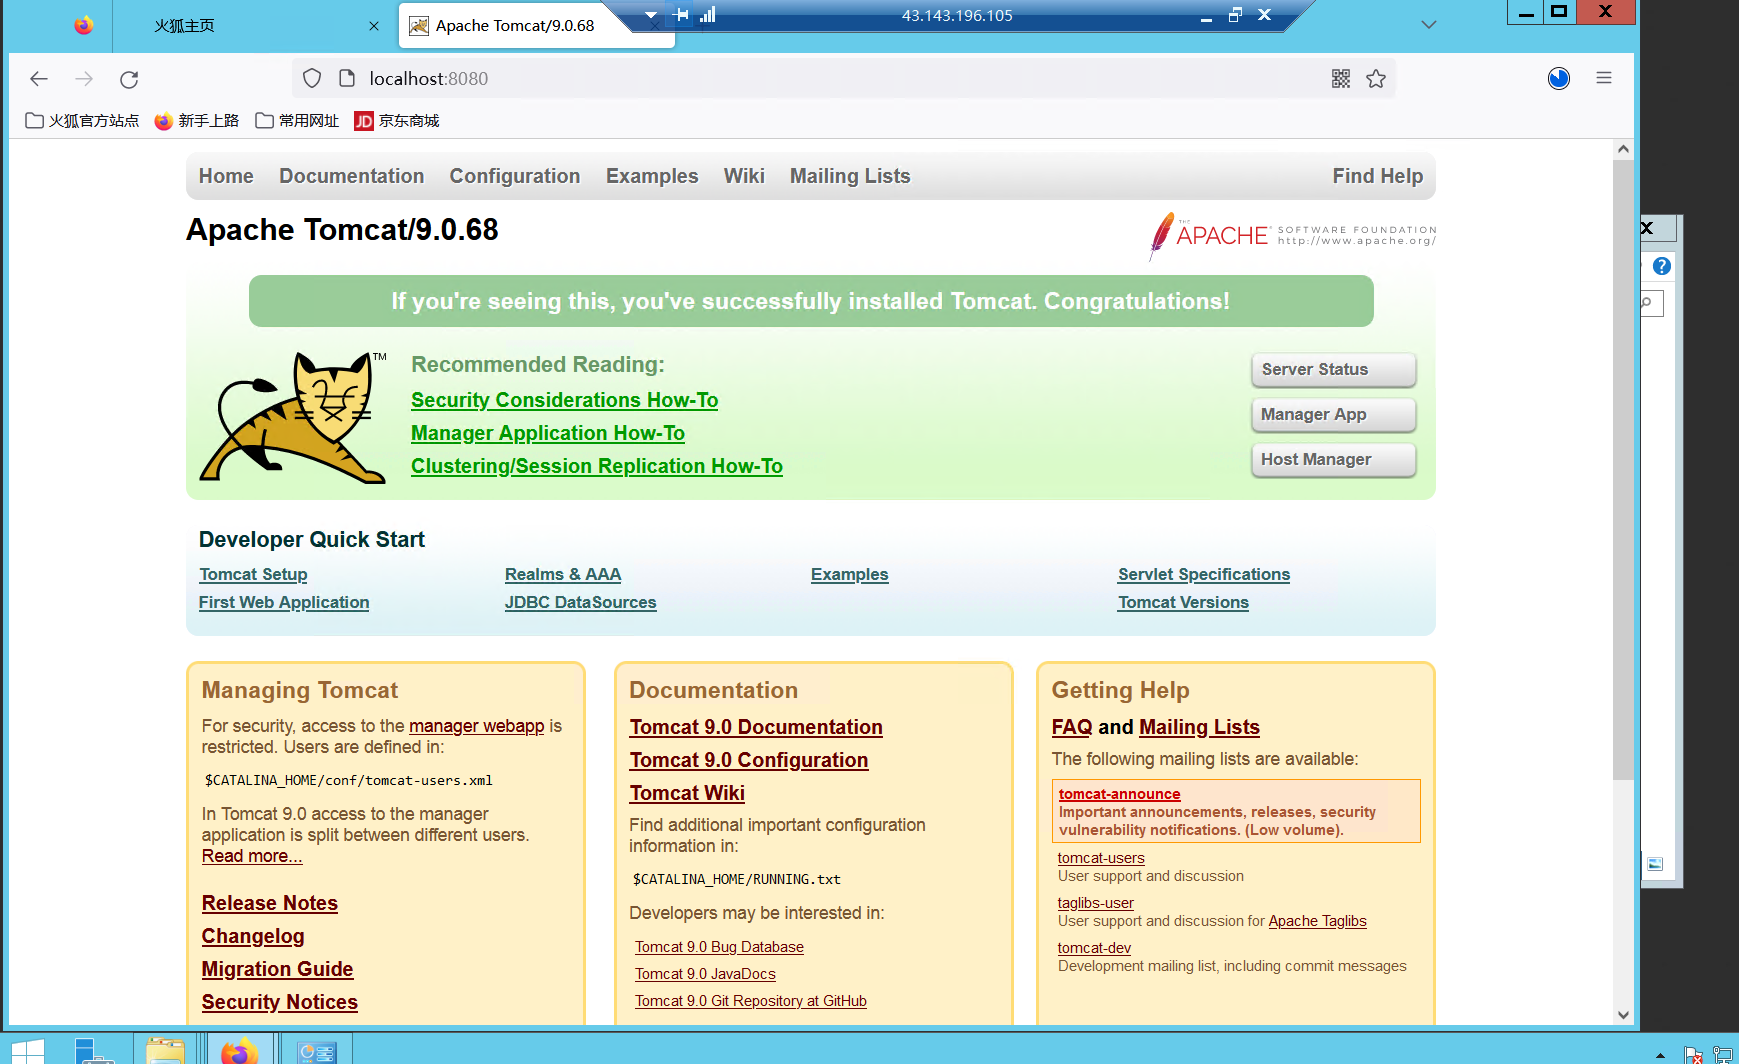 火狐主页
Apache Tomcat/9.0.68
43.143.196.105
localhost:8080
火狐官方站点
新手上路
常用网址
JD 京东商城
Home Documentation Configuration Examples Wiki Mailing Lists Find Help
Apache Tomcat/9.0.68
THE APACHE SOFTWARE FOUNDATION
http://www.apache.org/
If you're seeing this, you've successfully installed Tomcat. Congratulations!
TM
Recommended Reading:
Security Considerations How-To
Manager Application How-To
Clustering/Session Replication How-To
Server Status
Manager App
Host Manager
Developer Quick Start
Tomcat Setup
First Web Application
Realms & AAA
JDBC DataSources
Examples
Servlet Specifications
Tomcat Versions
Managing Tomcat
For security, access to the manager webapp is
restricted. Users are defined in:
$CATALINA_HOME/conf/tomcat-users.xml
In Tomcat 9.0 access to the manager
application is split between different users.
Read more...
Release Notes
Changelog
Migration Guide
Security Notices
Documentation
Tomcat 9.0 Documentation
Tomcat 9.0 Configuration
Tomcat Wiki
Find additional important configuration
information in:
$CATALINA_HOME/RUNNING.txt
Developers may be interested in:
Tomcat 9.0 Bug Database
Tomcat 9.0 JavaDocs
Tomcat 9.0 Git Repository at GitHub
Getting Help
FAQ and Mailing Lists
The following mailing lists are available:
tomcat-announce
Important announcements, releases, security
vulnerability notifications. (Low volume).
tomcat-users
User support and discussion
taglibs-user
User support and discussion for Apache Taglibs
tomcat-dev
Development mailing list, including commit messages